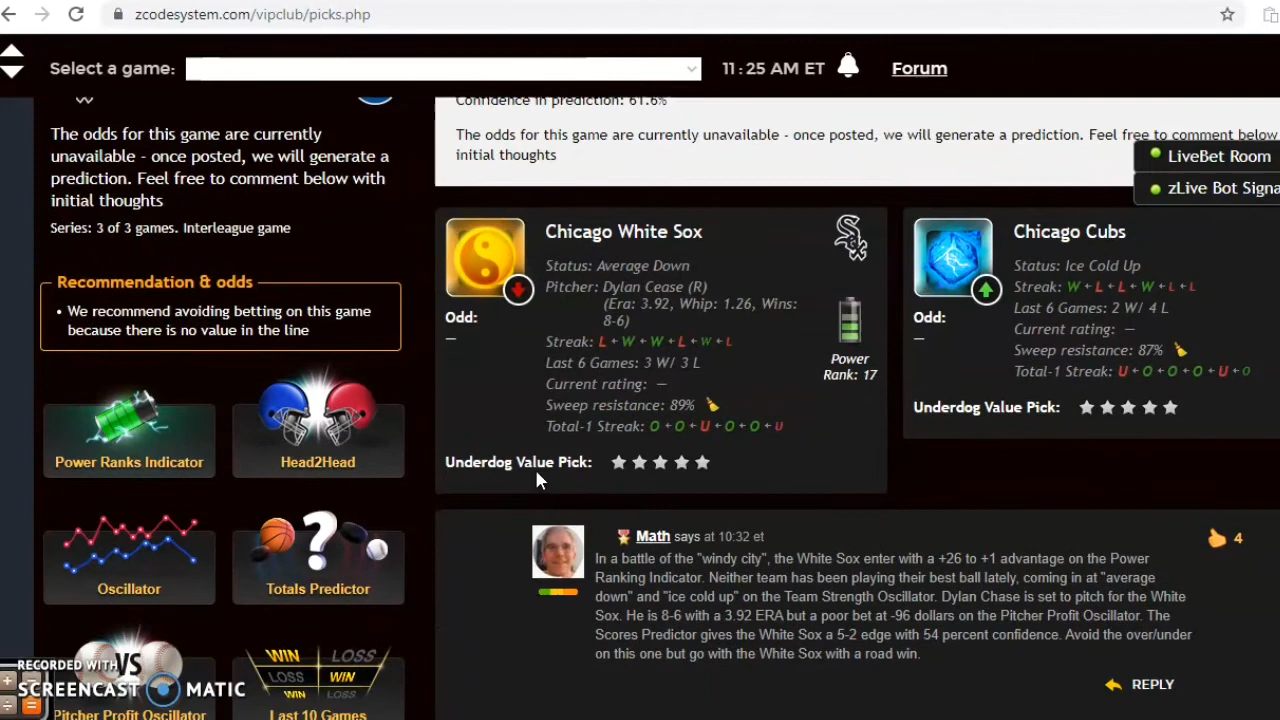 zcodesystem.com/vipclub/picks.php
Select a game:
11:25 AM ET
Forum
The odds for this game are currently
unavailable - once posted, we will generate a
prediction. Feel free to comment below with
initial thoughts
Series: 3 of 3 games. Interleague game
Recommendation & odds
• We recommend avoiding betting on this game
because there is no value in the line
Power Ranks Indicator
Head2Head
Oscillator
Totals Predictor
VS
WIN LOSS
LOSS WIN
WIN LOSS
Pitcher Profit Oscillator
Last 10 Games
RECORDED WITH
SCREENCAST MATIC
Confidence in prediction: 61.6%
The odds for this game are currently unavailable - once posted, we will generate a prediction. Feel free to comment below
initial thoughts
LiveBet Room
zLive Bot Signa
Chicago White Sox
Status: Average Down
Pitcher: Dylan Cease (R)
(Era: 3.92, Whip: 1.26, Wins:
8-6)
Odd:
—
Streak: L + W + W + L + W + L
Last 6 Games: 3 W/ 3 L
Current rating: —
Sweep resistance: 89%
Total-1 Streak: O + O + U + O + O + U
Power
Rank: 17
Underdog Value Pick:
Chicago Cubs
Status: Ice Cold Up
Streak: W + L + L + W + L + L
Last 6 Games: 2 W/ 4 L
Odd:
—
Current rating: —
Sweep resistance: 87%
Total-1 Streak: U + O + O + O + U + O
Underdog Value Pick:
Math says at 10:32 et
4
In a battle of the "windy city", the White Sox enter with a +26 to +1 advantage on the Power
Ranking Indicator. Neither team has been playing their best ball lately, coming in at "average
down" and "ice cold up" on the Team Strength Oscillator. Dylan Chase is set to pitch for the White
Sox. He is 8-6 with a 3.92 ERA but a poor bet at -96 dollars on the Pitcher Profit Oscillator. The
Scores Predictor gives the White Sox a 5-2 edge with 54 percent confidence. Avoid the over/under
on this one but go with the White Sox with a road win.
REPLY